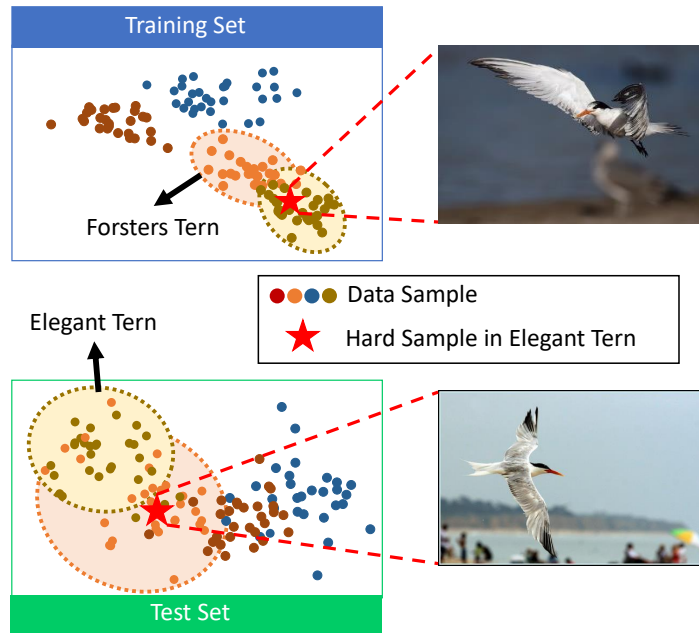 Training Set
Forsters Tern
Data Sample
Hard Sample in Elegant Tern
Elegant Tern
Test Set